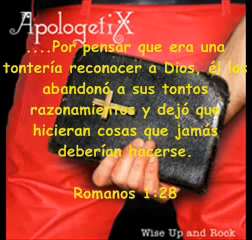 ApologetiX
....Por pensar que era una
tontería reconocer a Dios, él los
abandonó a sus tontos
razonamientos y dejó que
hicieran cosas que jamás
deberían hacerse.
Romanos 1:28
Wise Up and Rock